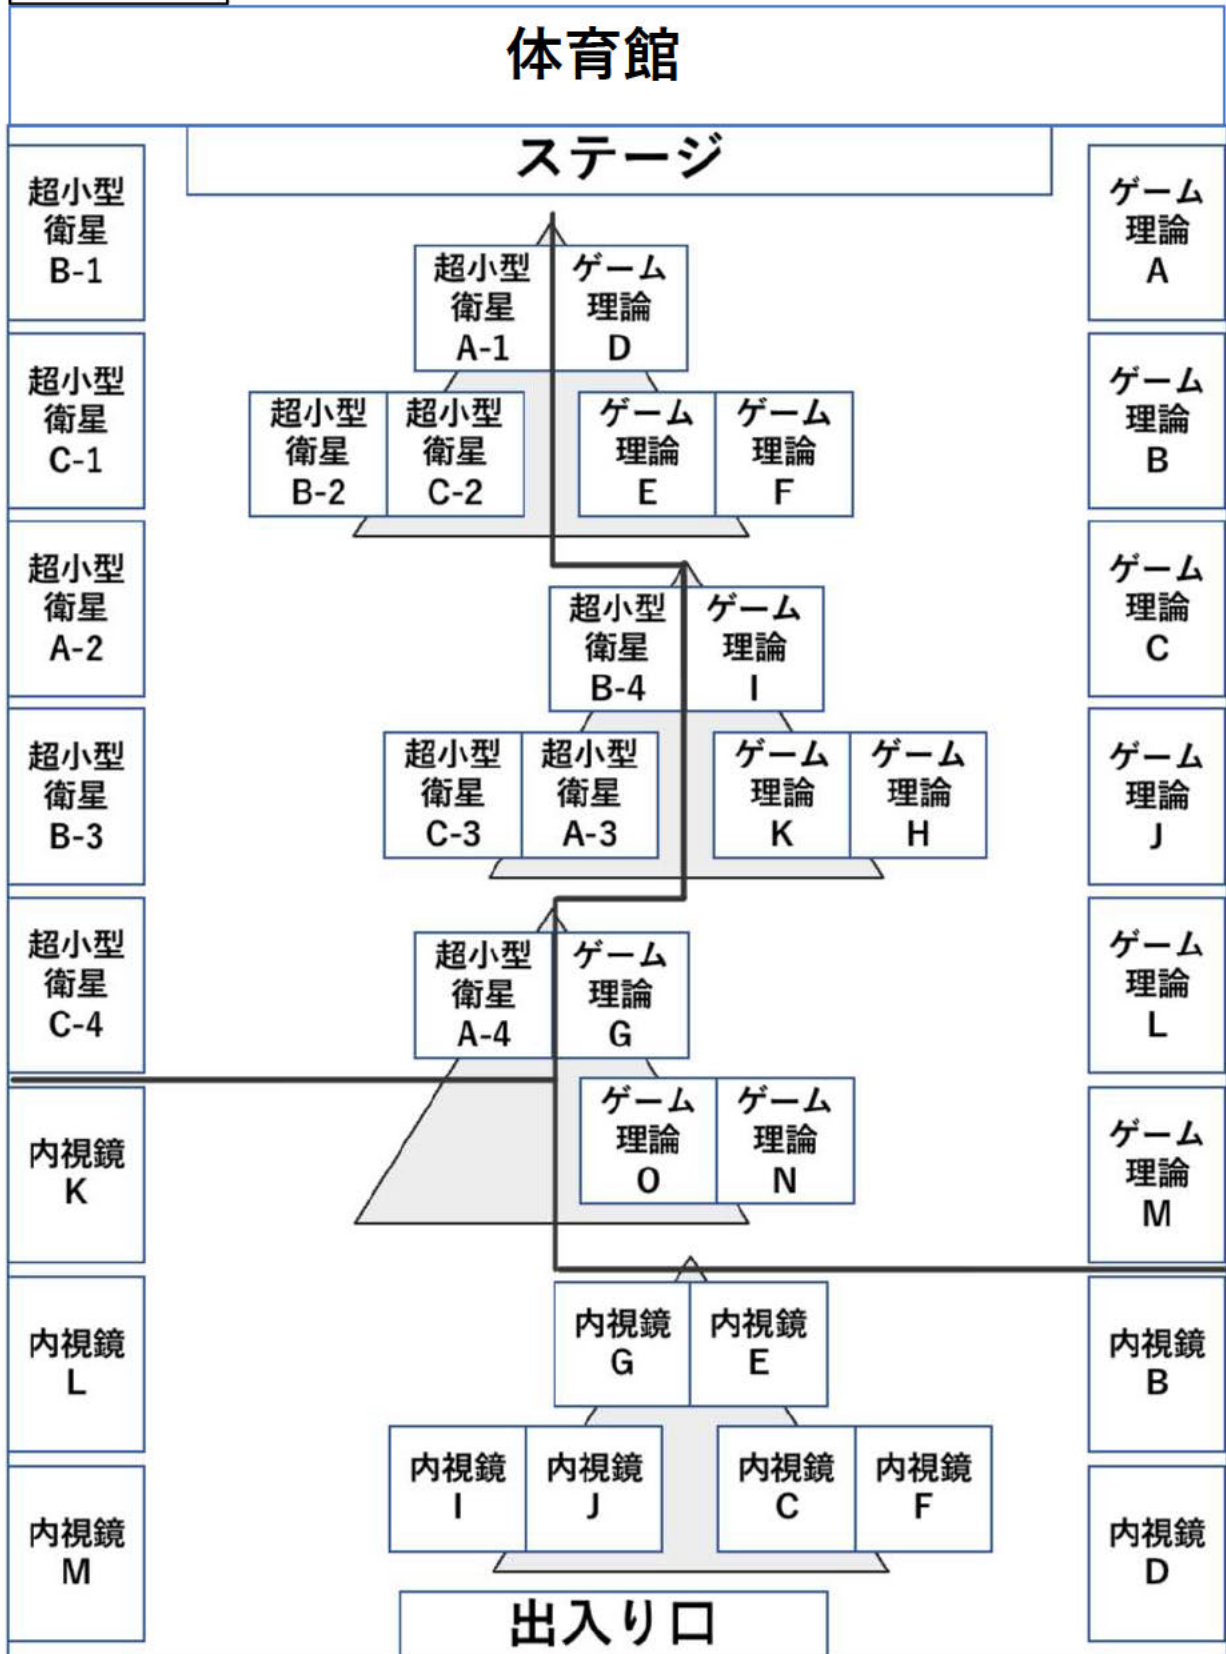 体育館
ステージ
超小型
衛星
B-1
ゲーム
理論
A
超小型
衛星
A-1
ゲーム
理論
D
超小型
衛星
C-1
ゲーム
理論
B
超小型
衛星
B-2
超小型
衛星
C-2
ゲーム
理論
E
ゲーム
理論
F
超小型
衛星
A-2
ゲーム
理論
C
超小型
衛星
B-4
ゲーム
理論
I
超小型
衛星
B-3
ゲーム
理論
J
超小型
衛星
C-3
超小型
衛星
A-3
ゲーム
理論
K
ゲーム
理論
H
超小型
衛星
C-4
ゲーム
理論
L
超小型
衛星
A-4
ゲーム
理論
G
内視鏡
K
ゲーム
理論
O
ゲーム
理論
N
ゲーム
理論
M
内視鏡
L
内視鏡
G
内視鏡
E
内視鏡
B
内視鏡
M
内視鏡
I
内視鏡
J
内視鏡
C
内視鏡
F
内視鏡
D
出入り口